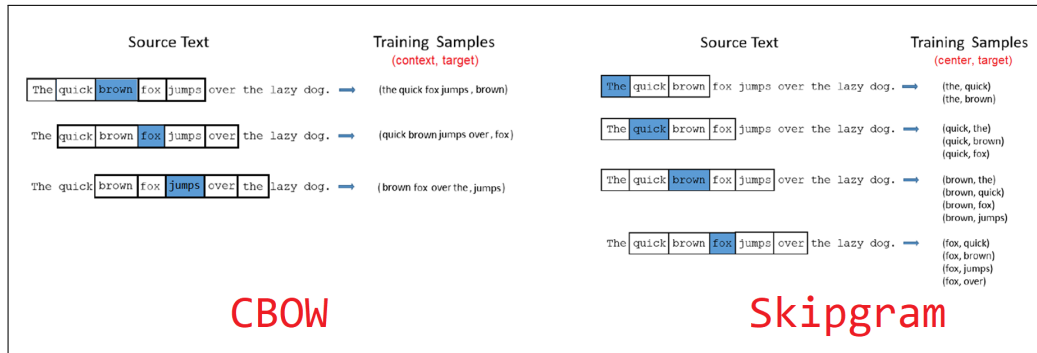 Source Text
Training Samples
(context, target)
The quick brown fox jumps over the lazy dog.
(the quick fox jumps, brown)
The quick brown fox jumps over the lazy dog.
(quick brown jumps over, fox)
The quick brown fox jumps over the lazy dog.
(brown fox over the, jumps)
CBOW
Source Text
Training Samples
(center, target)
The quick brown fox jumps over the lazy dog.
(the, quick)
(the, brown)
The quick brown fox jumps over the lazy dog.
(quick, the)
(quick, brown)
(quick, fox)
The quick brown fox jumps over the lazy dog.
(brown, the)
(brown, quick)
(brown, fox)
(brown, jumps)
The quick brown fox jumps over the lazy dog.
(fox, quick)
(fox, brown)
(fox, jumps)
(fox, over)
Skipgram